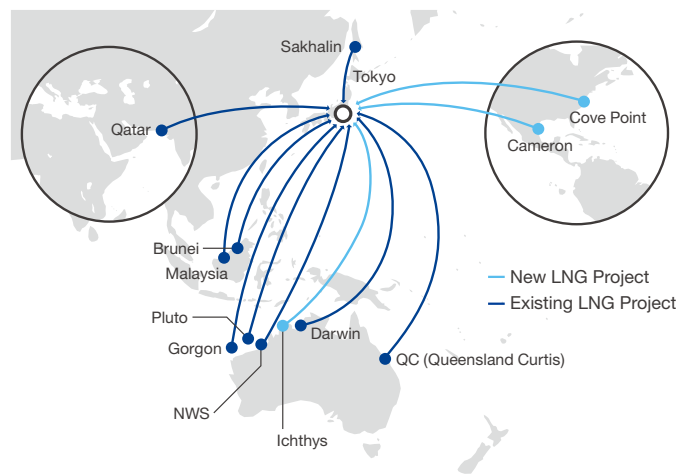 Sakhalin
Tokyo
Qatar
Cove Point
Cameron
Brunei
Malaysia
New LNG Project
Existing LNG Project
Pluto
Darwin
Gorgon
QC (Queensland Curtis)
NWS
Ichthys